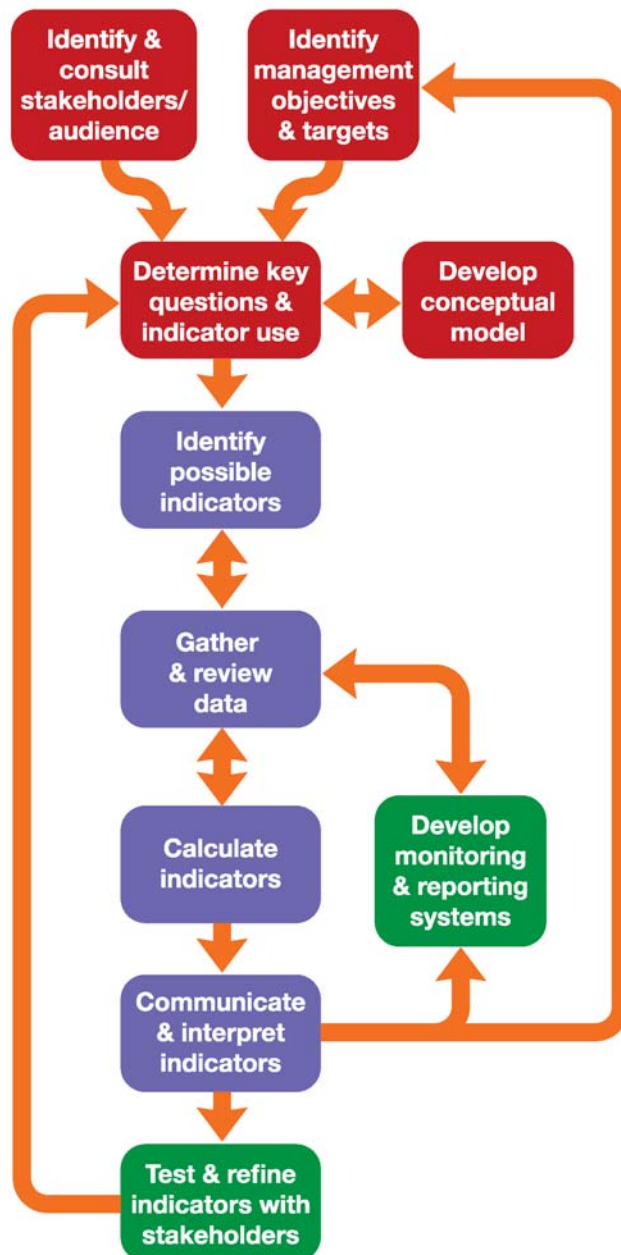 Identify &
consult
stakeholders/
audience
Identify
management
objectives
& targets
Determine key
questions &
indicator use
Develop
conceptual
model
Identify
possible
indicators
Gather
& review
data
Calculate
indicators
Develop
monitoring
& reporting
systems
Communicate
& interpret
indicators
Test & refine
indicators with
stakeholders